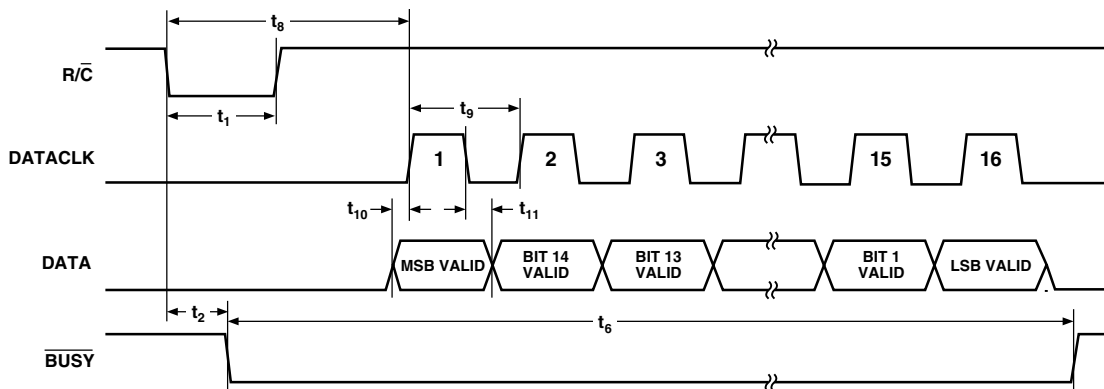 t₈
R/C̅
t₁
t₉
DATACLK
1 2 3 15 16
t₁₀ t₁₁
DATA
MSB VALID
BIT 14 VALID
BIT 13 VALID
BIT 1 VALID
LSB VALID
t₂ t₆
B̅U̅S̅Y̅